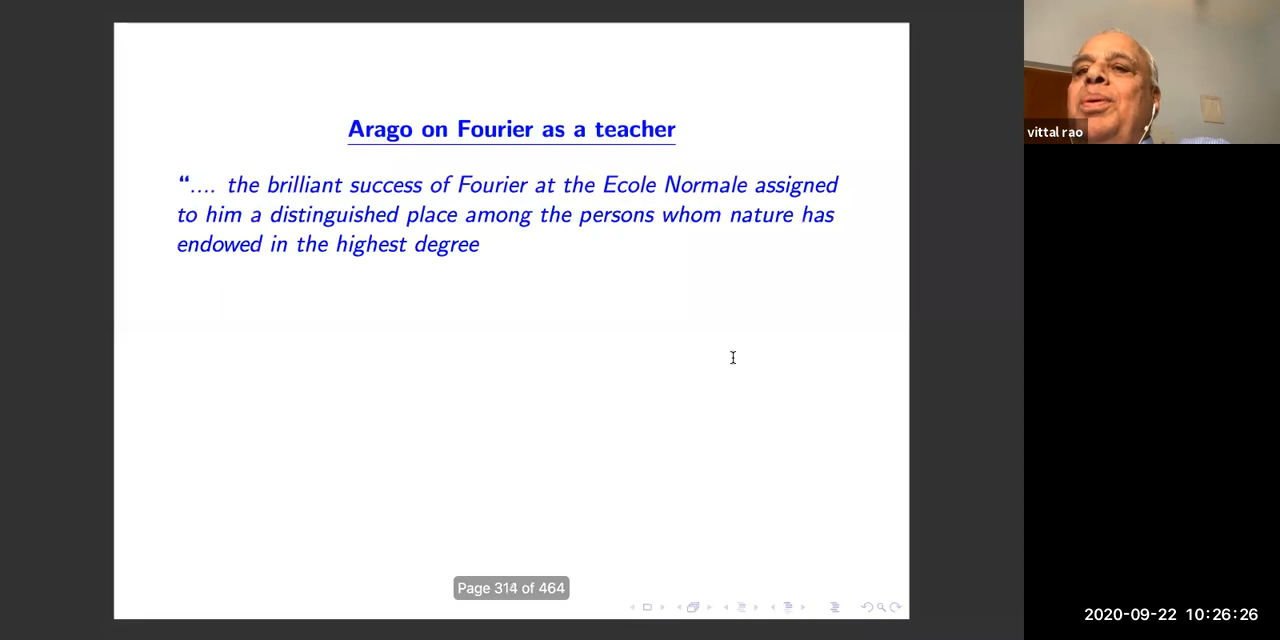 Arago on Fourier as a teacher
“.... the brilliant success of Fourier at the Ecole Normale assigned
to him a distinguished place among the persons whom nature has
endowed in the highest degree
Page 314 of 464
vittal rao
2020-09-22 10:26:26